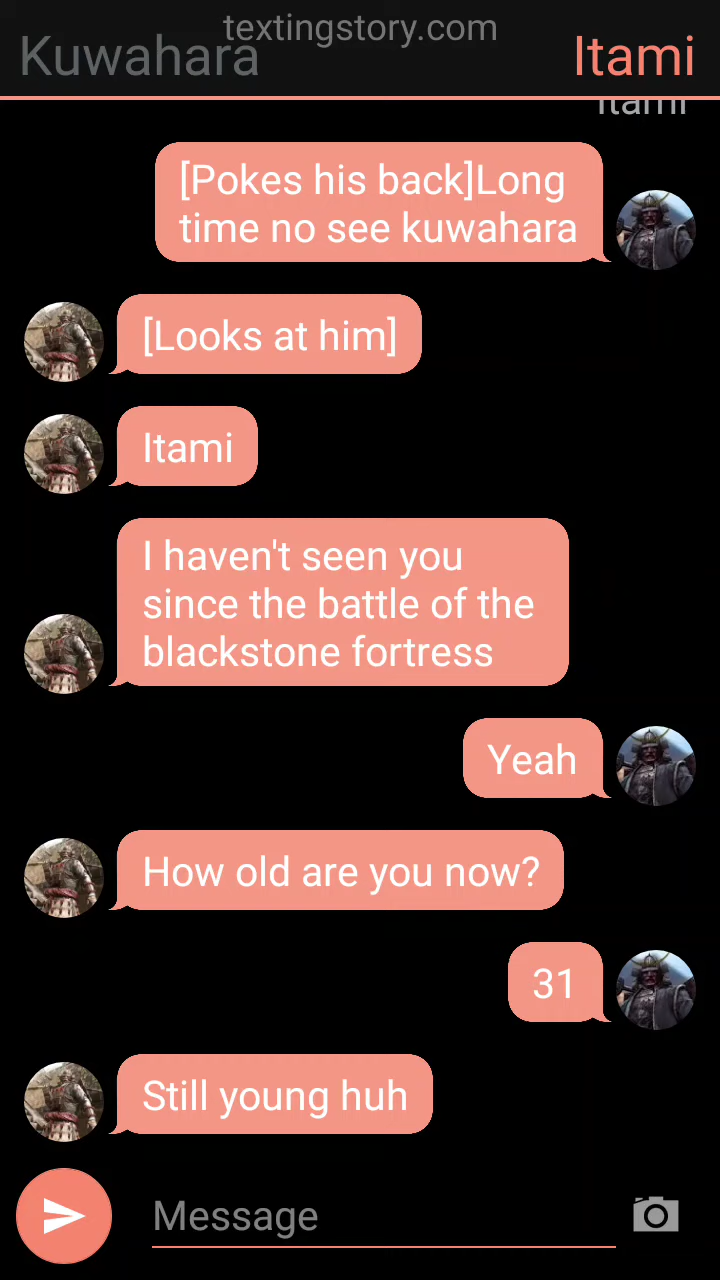 textingstory.com
Kuwahara
Itami
Itami
[Pokes his back]Long
time no see kuwahara
[Looks at him]
Itami
I haven't seen you
since the battle of the
blackstone fortress
Yeah
How old are you now?
31
Still young huh
Message